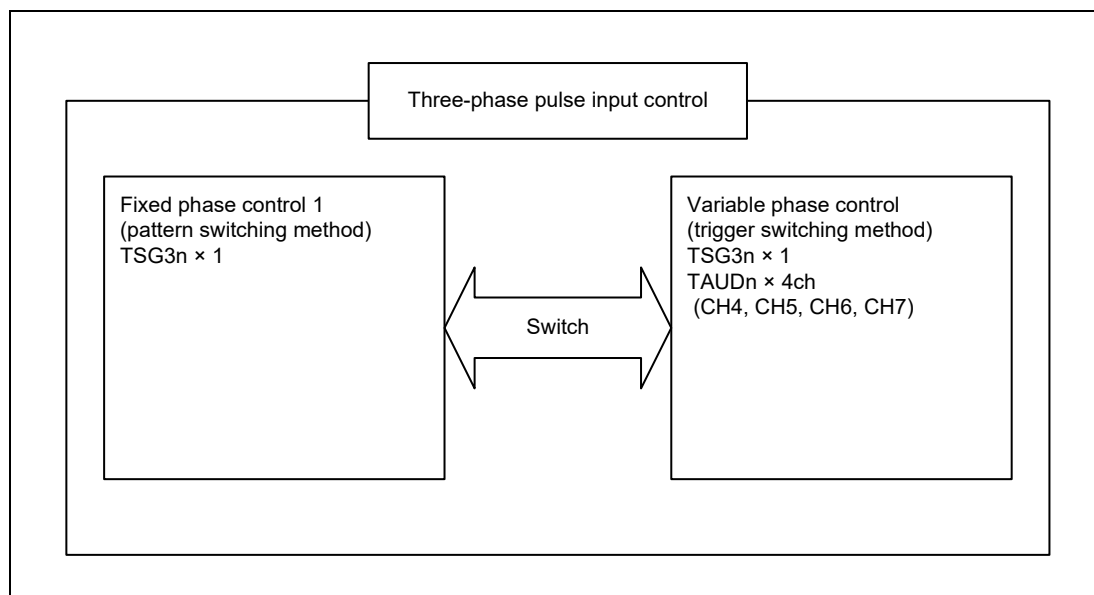 Three-phase pulse input control
Fixed phase control 1
(pattern switching method)
TSG3n × 1
Switch
Variable phase control
(trigger switching method)
TSG3n × 1
TAUDn × 4ch
(CH4, CH5, CH6, CH7)